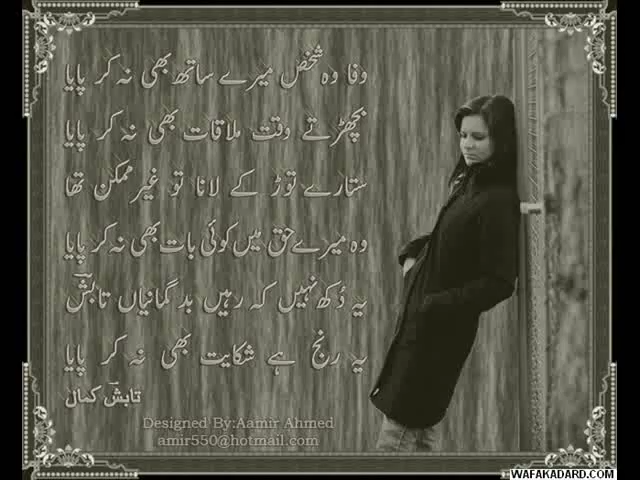 وفا وہ شخص میرے ساتھ بھی نہ کر پایا
بچھڑتے وقت ملاقات بھی نہ کر پایا
ستارے توڑ کے لانا تو غیر ممکن تھا
وہ میرے حق میں کوئی بات بھی نہ کر پایا
یہ دُکھ نہیں کہ رہیں بد گمانیاں تابشؔ
یہ رنج ہے شکایت بھی نہ کر پایا
تابشؔ کمال
Designed By:Aamir Ahmed
amir550@hotmail.com
WAFAKADARD.COM